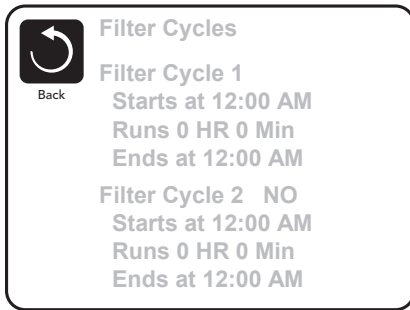 Filter Cycles
Back
Filter Cycle 1
Starts at 12:00 AM
Runs 0 HR 0 Min
Ends at 12:00 AM
Filter Cycle 2 NO
Starts at 12:00 AM
Runs 0 HR 0 Min
Ends at 12:00 AM